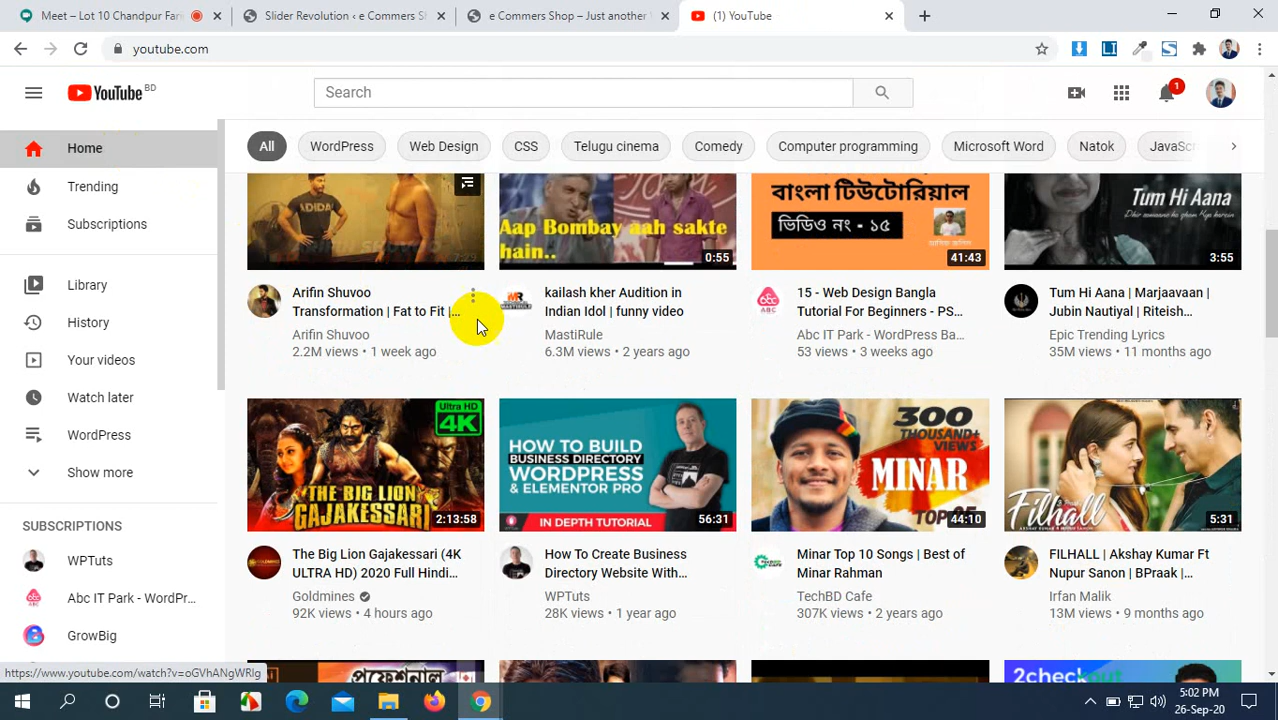 Meet – Lot 10 Chandpur Far
Slider Revolution ‹ e Commers S
e Commers Shop – Just another
(1) YouTube
youtube.com
YouTube BD
Search
1
Home
Trending
Subscriptions
Library
History
Your videos
Watch later
WordPress
Show more
SUBSCRIPTIONS
WPTuts
Abc IT Park - WordPr...
GrowBig
All
WordPress
Web Design
CSS
Telugu cinema
Comedy
Computer programming
Microsoft Word
Natok
JavaSc
ADIDA
7:29
Aap Bombay aah sakte
hain..
0:55
বাংলা টিউটোরিয়াল
ভিডিও নং - ১৫
41:43
Tum Hi Aana
3:55
Arifin Shuvoo
Transformation | Fat to Fit |...
Arifin Shuvoo
2.2M views • 1 week ago
kailash kher Audition in
Indian Idol | funny video
MastiRule
6.3M views • 2 years ago
15 - Web Design Bangla
Tutorial For Beginners - PS...
Abc IT Park - WordPress Ba...
53 views • 3 weeks ago
Tum Hi Aana | Marjaavaan |
Jubin Nautiyal | Riteish...
Epic Trending Lyrics
35M views • 11 months ago
Ultra HD
4K
THE BIG LION
GAJAKESSARI
2:13:58
HOW TO BUILD
BUSINESS DIRECTORY
WORDPRESS
& ELEMENTOR PRO
IN DEPTH TUTORIAL
56:31
300
THOUSAND+
VIEWS
MINAR
44:10
Filhall
5:31
The Big Lion Gajakessari (4K
ULTRA HD) 2020 Full Hindi...
Goldmines
92K views • 4 hours ago
How To Create Business
Directory Website With...
WPTuts
28K views • 1 year ago
Minar Top 10 Songs | Best of
Minar Rahman
TechBD Cafe
307K views • 2 years ago
FILHALL | Akshay Kumar Ft
Nupur Sanon | BPraak |...
Irfan Malik
13M views • 9 months ago
2checkout
https://www.youtube.com/watch?v=oGVhANgWRIg
5:02 PM
26-Sep-20